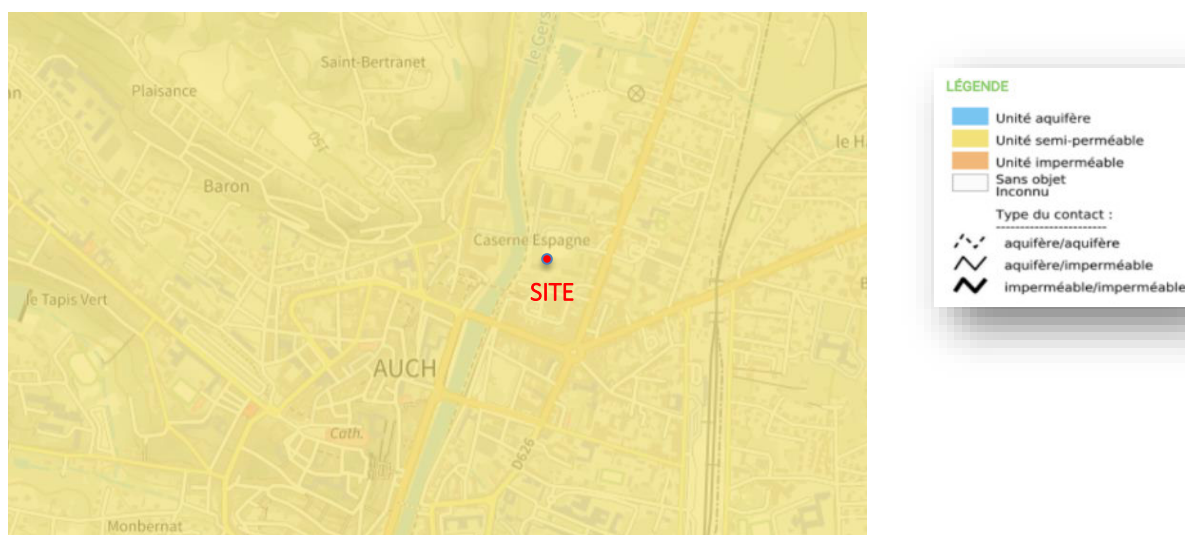 le Gers
Saint-Bertranet
Plaisance
150
le H
Baron
Caserne Espagne
SITE
le Tapis Vert
AUCH
Cath.
D626
Monbernat
LÉGENDE
Unité aquifère
Unité semi-perméable
Unité imperméable
Sans objet
Inconnu
Type du contact :
aquifère/aquifère
aquifère/imperméable
imperméable/imperméable